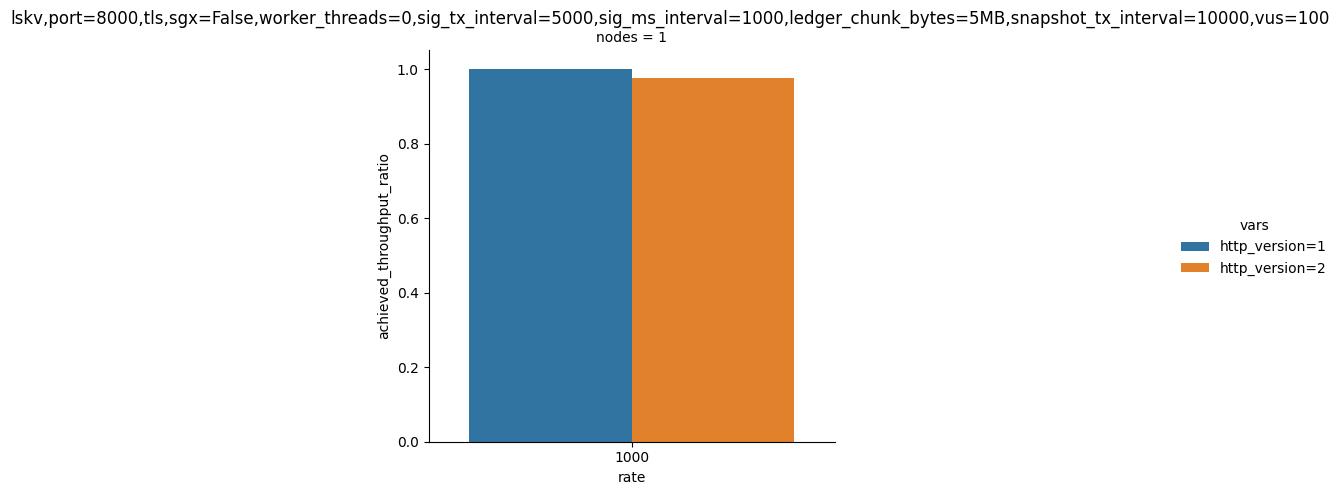 lskv,port=8000,tls,sgx=False,worker_threads=0,sig_tx_interval=5000,sig_ms_interval=1000,ledger_chunk_bytes=5MB,snapshot_tx_interval=10000,vus=100
nodes = 1
1.0
0.8
0.6
0.4
0.2
0.0
achieved_throughput_ratio
1000
rate
vars
http_version=1
http_version=2